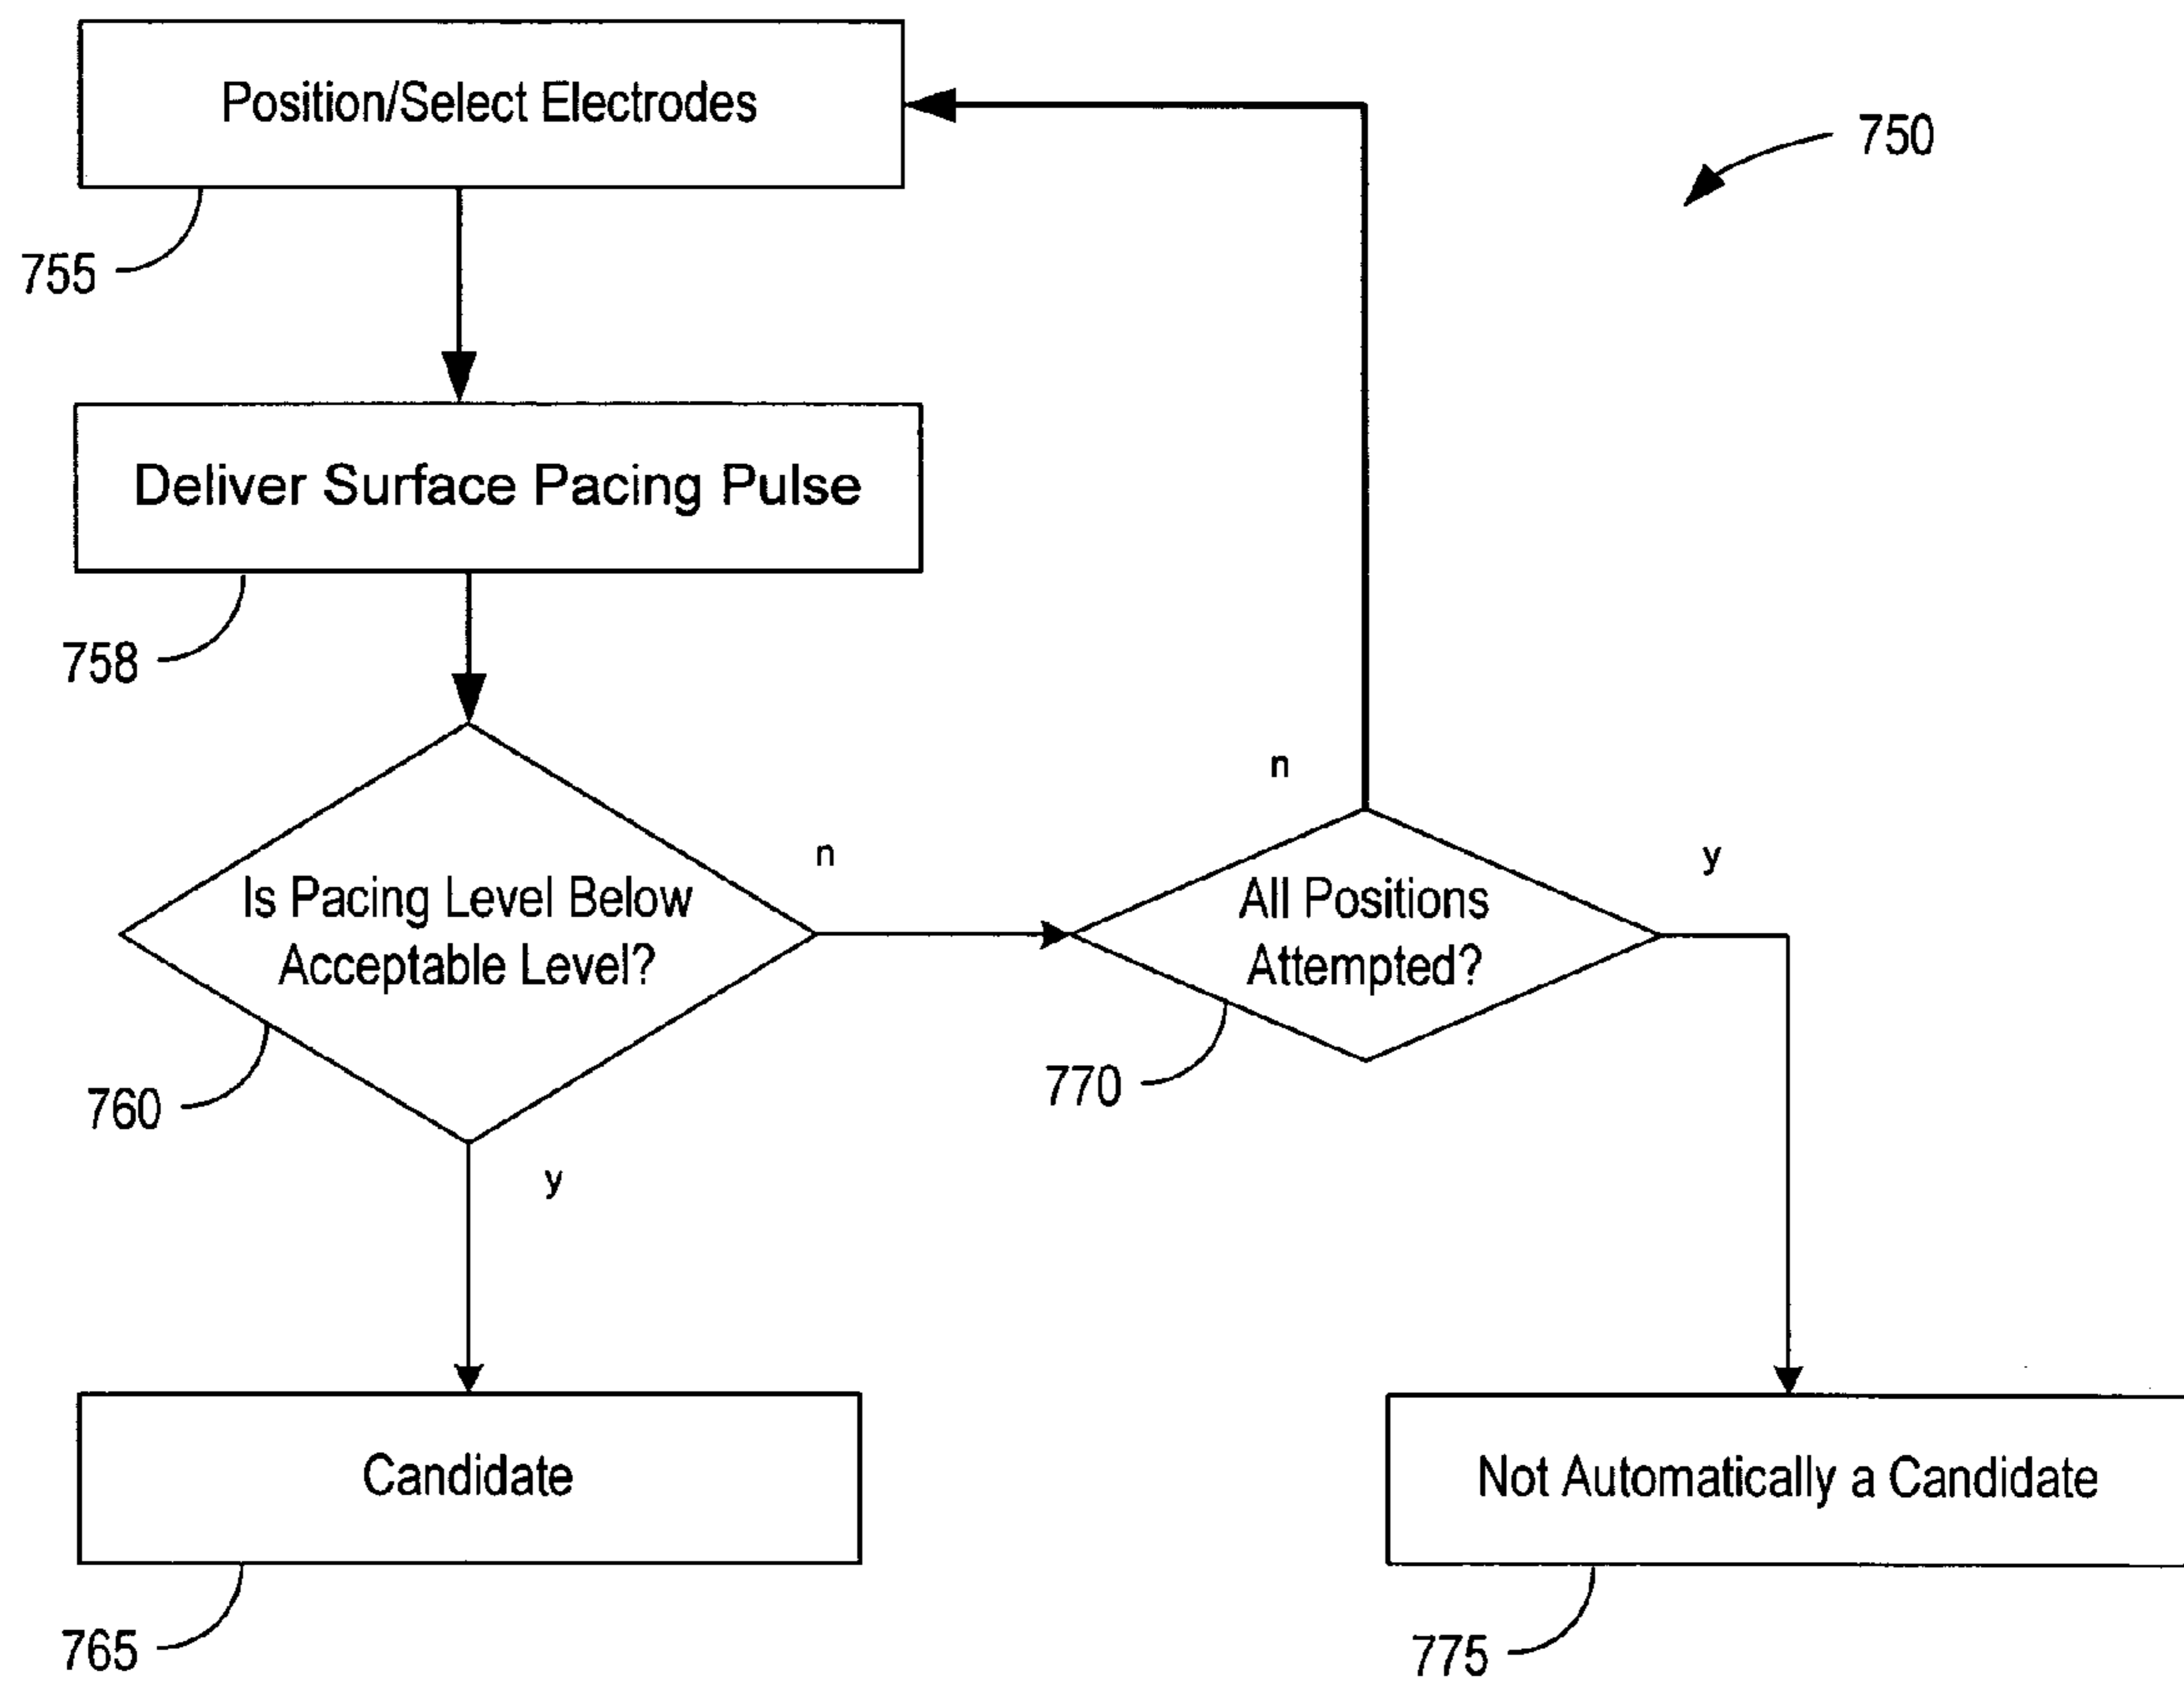 Position/Select Electrodes
750
755
Deliver Surface Pacing Pulse
758
n
n
y
Is Pacing Level Below
Acceptable Level?
All Positions
Attempted?
760
770
y
Candidate
Not Automatically a Candidate
765
775